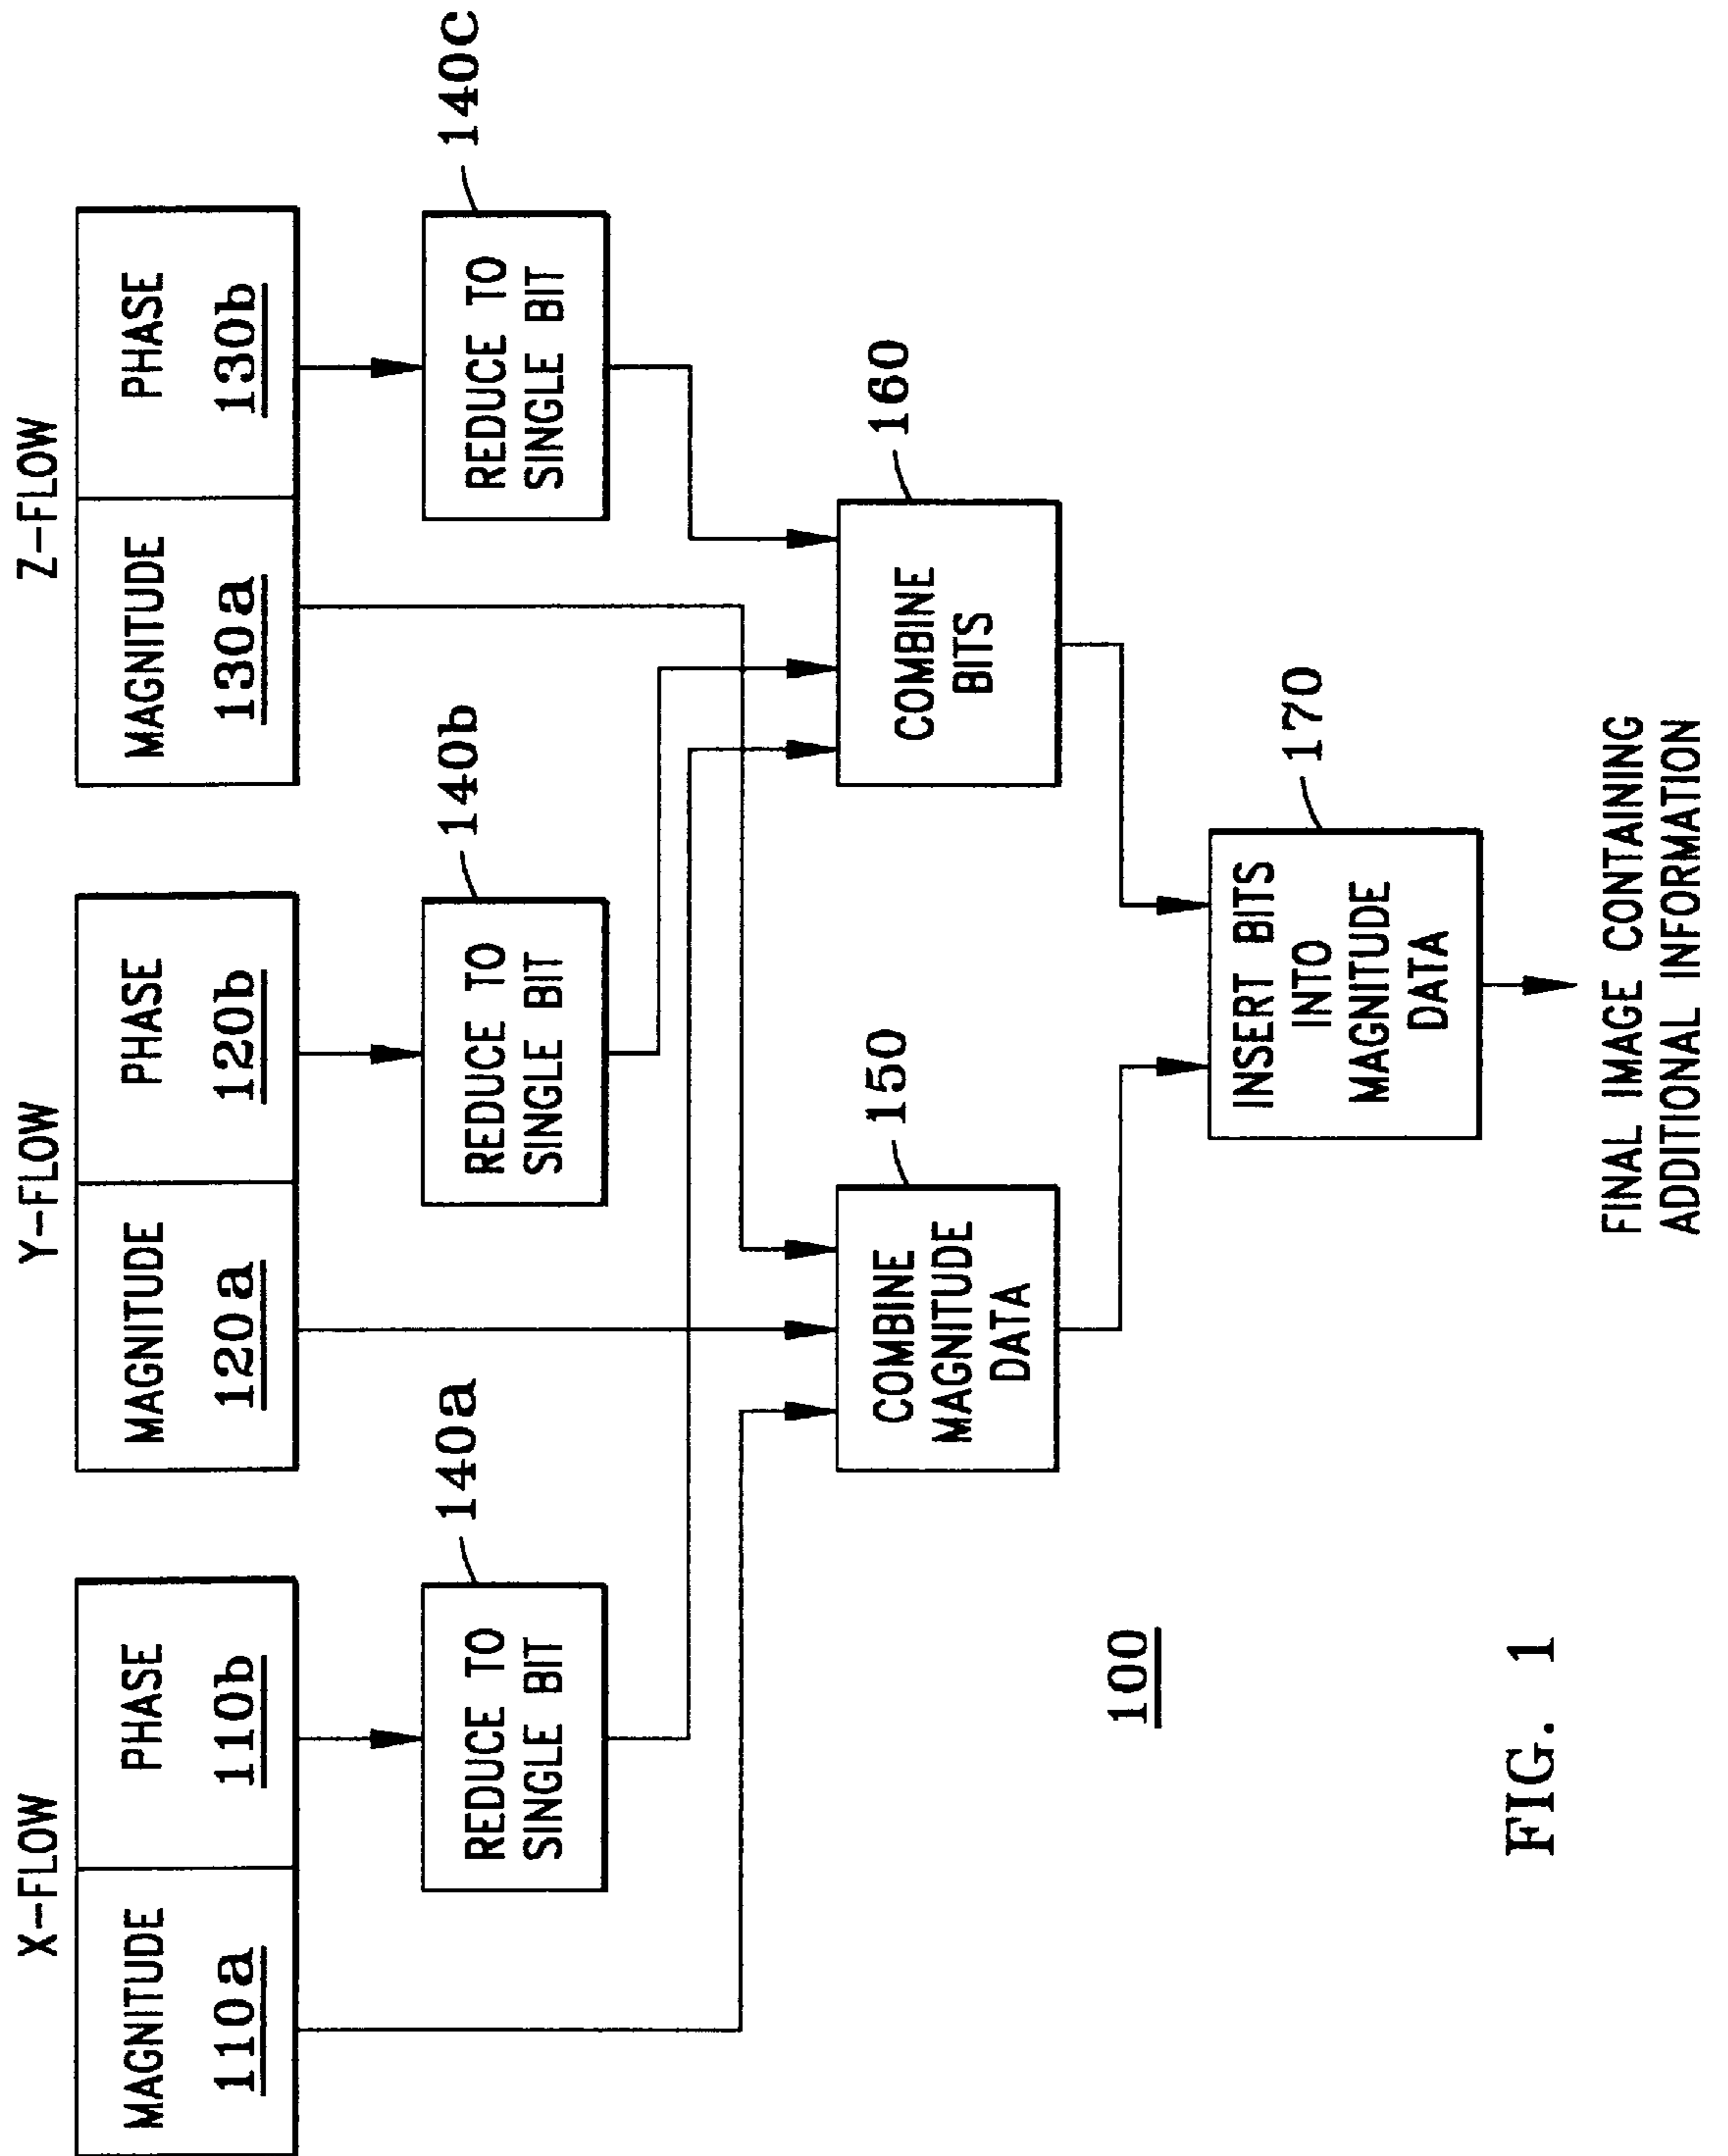 X-FLOW
MAGNITUDE
110a
PHASE
110b
Y-FLOW
MAGNITUDE
120a
PHASE
120b
Z-FLOW
MAGNITUDE
130a
PHASE
130b
REDUCE TO
SINGLE BIT
140a
REDUCE TO
SINGLE BIT
140b
REDUCE TO
SINGLE BIT
140C
COMBINE
MAGNITUDE
DATA
150
COMBINE
BITS
160
INSERT BITS
INTO
MAGNITUDE
DATA
170
FINAL IMAGE CONTAINING
ADDITIONAL INFORMATION
100
FIG. 1